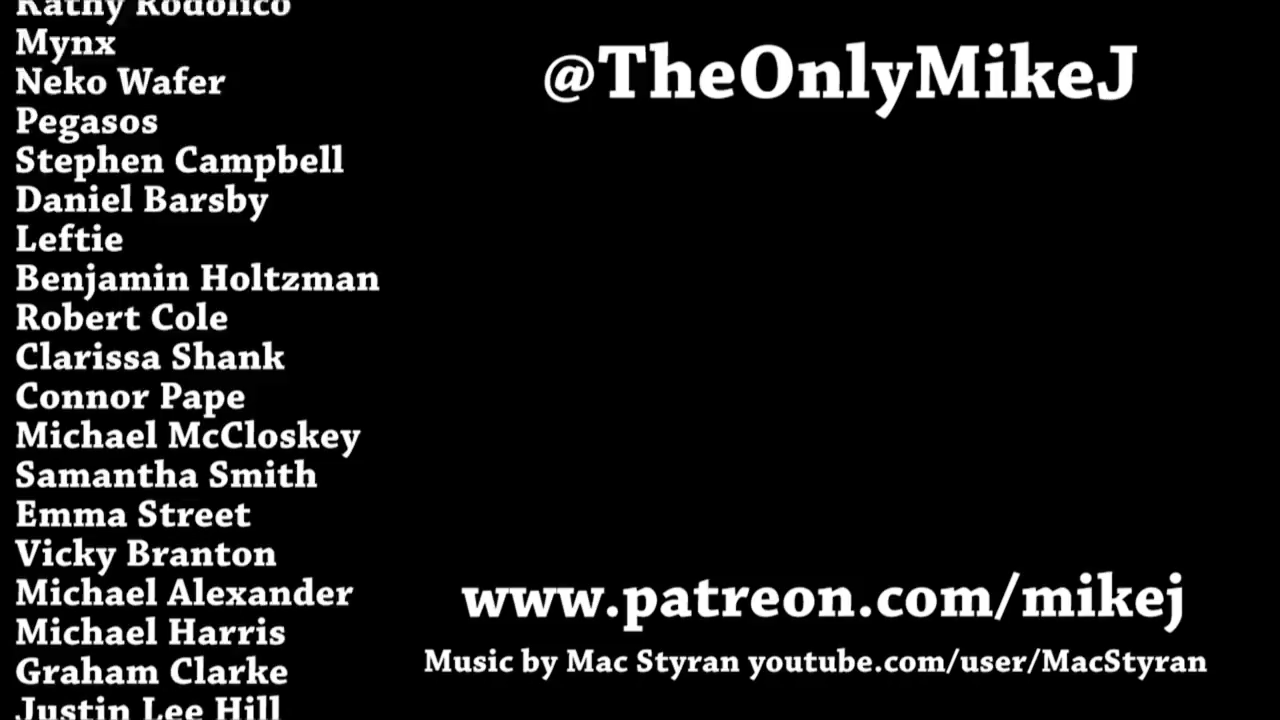 Kathy Rodolico
Mynx
Neko Wafer
Pegasos
Stephen Campbell
Daniel Barsby
Leftie
Benjamin Holtzman
Robert Cole
Clarissa Shank
Connor Pape
Michael McCloskey
Samantha Smith
Emma Street
Vicky Branton
Michael Alexander
Michael Harris
Graham Clarke
Justin Lee Hill
@TheOnlyMikeJ
www.patreon.com/mikej
Music by Mac Styran youtube.com/user/MacStyran